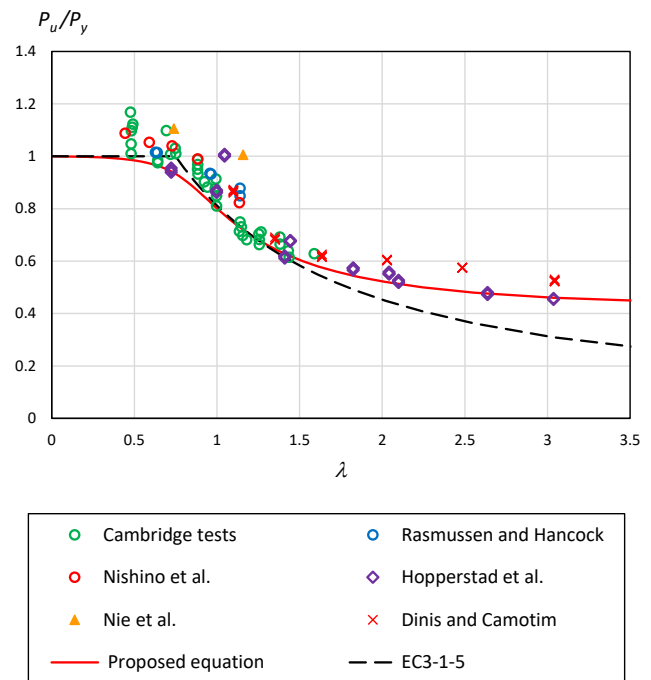 P_u/P_y
1.4
1.2
1
0.8
0.6
0.4
0.2
0
0 0.5 1 1.5 2 2.5 3 3.5
λ
Cambridge tests Rasmussen and Hancock
Nishino et al. Hopperstad et al.
Nie et al. Dinis and Camotim
Proposed equation EC3-1-5